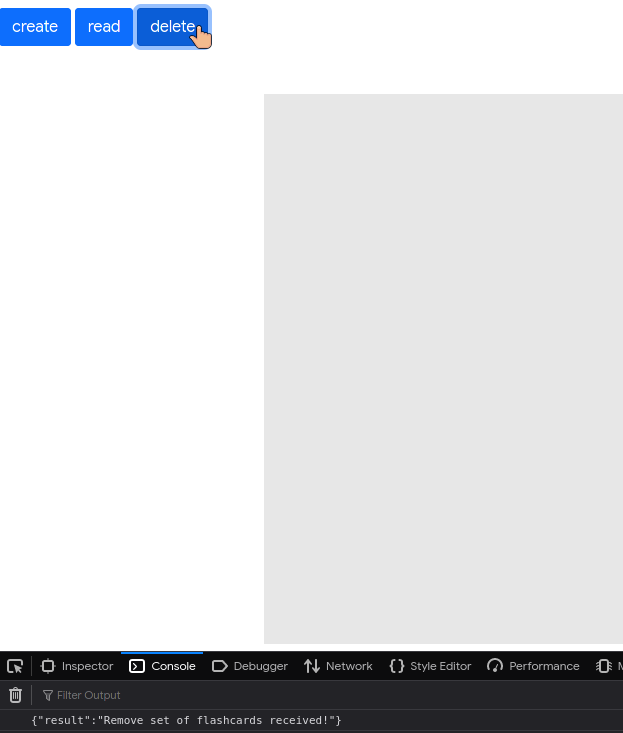 create read delete
Inspector Console Debugger Network Style Editor Performance M
Filter Output
{"result":"Remove set of flashcards received!"}